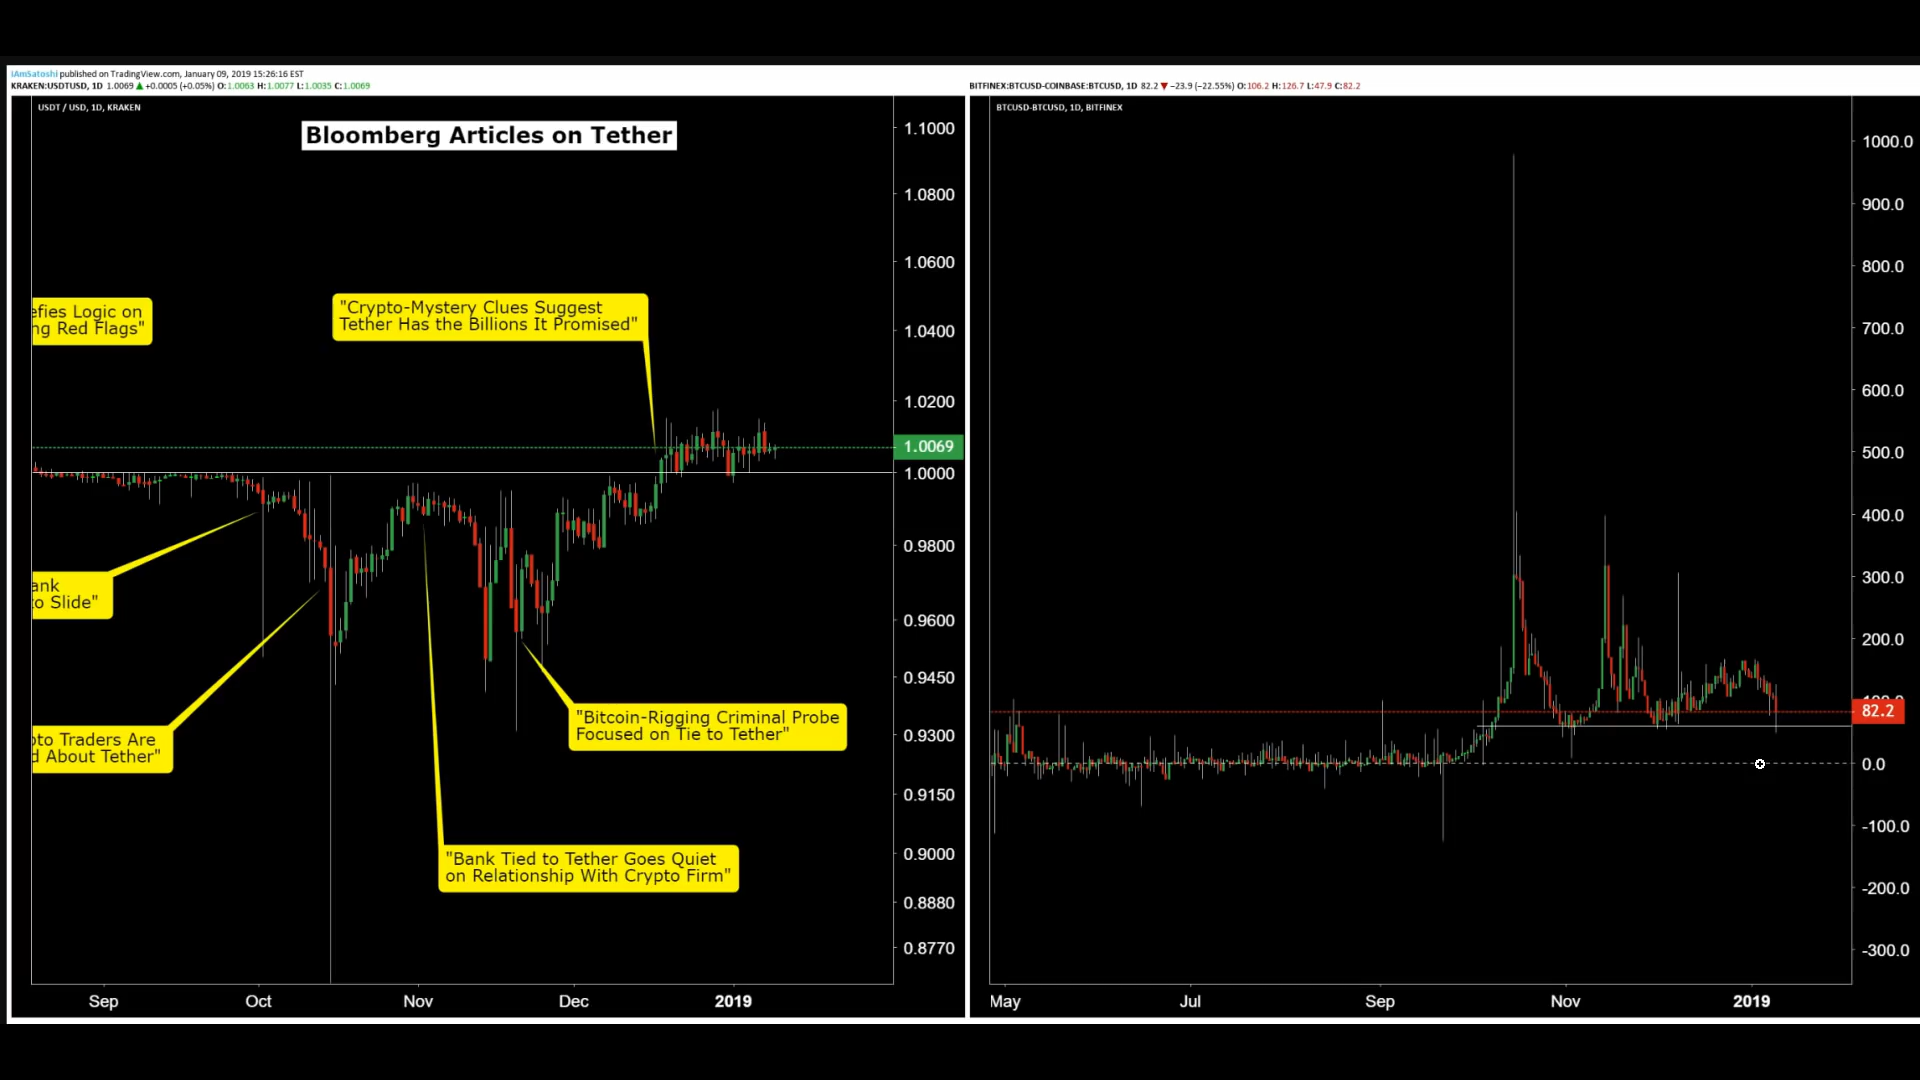 iAmSatoshi published on TradingView.com, January 09, 2019 15:26:16 EST
KRAKEN:USDTUSD, 1D 1.0069 ▲ +0.0005 (+0.05%) O:1.0063 H:1.0077 L:1.0035 C:1.0069
USDT / USD, 1D, KRAKEN
Bloomberg Articles on Tether
efies Logic on
ng Red Flags"
"Crypto-Mystery Clues Suggest
Tether Has the Billions It Promised"
ank
to Slide"
pto Traders Are
d About Tether"
"Bitcoin-Rigging Criminal Probe
Focused on Tie to Tether"
"Bank Tied to Tether Goes Quiet
on Relationship With Crypto Firm"
1.1000
1.0800
1.0600
1.0400
1.0200
1.0069
1.0000
0.9800
0.9600
0.9450
0.9300
0.9150
0.9000
0.8880
0.8770
Sep Oct Nov Dec 2019
BITFINEX:BTCUSD-COINBASE:BTCUSD, 1D 82.2 ▼ −23.9 (−22.55%) O:106.2 H:126.7 L:47.9 C:82.2
BTCUSD-BTCUSD, 1D, BITFINEX
1000.0
900.0
800.0
700.0
600.0
500.0
400.0
300.0
200.0
100.0
82.2
0.0
-100.0
-200.0
-300.0
May Jul Sep Nov 2019